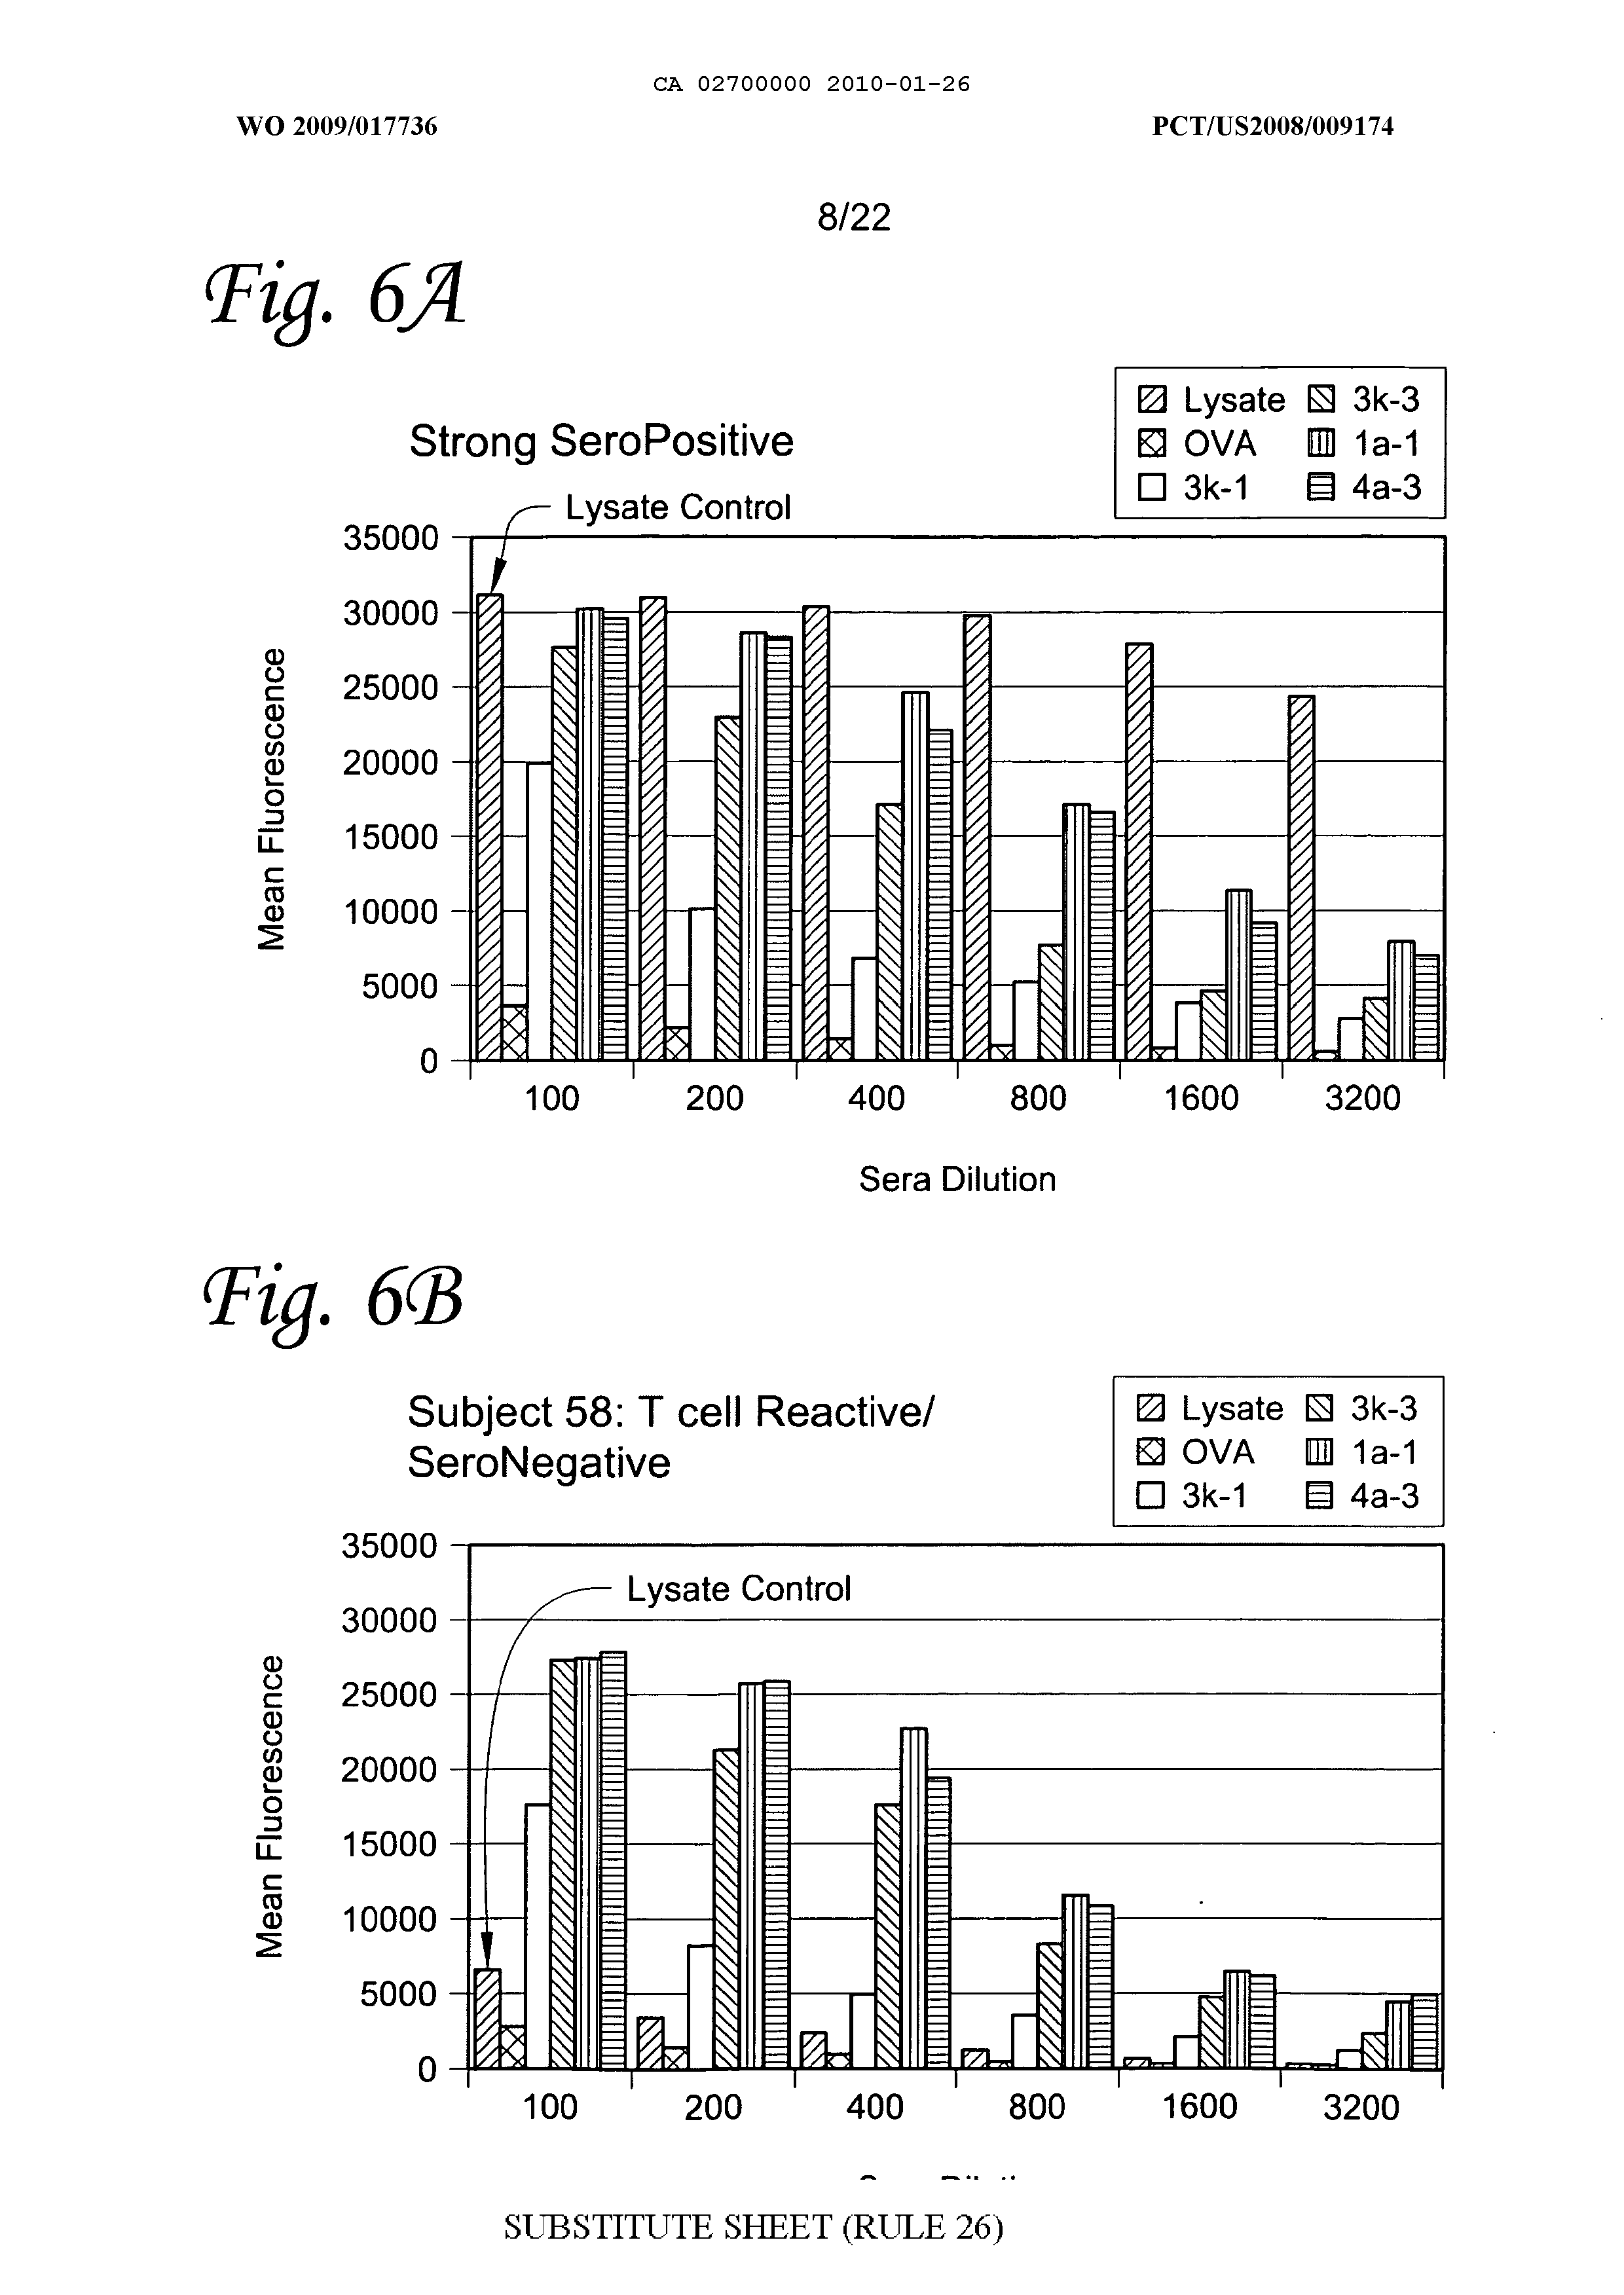 CA 02700000 2010-01-26
WO 2009/017736 PCT/US2008/009174
8/22
Fig. 6A
Lysate 3k-3
OVA 1a-1
3k-1 4a-3
Strong SeroPositive
Lysate Control
35000
30000
25000
20000
15000
10000
5000
0
Mean Fluorescence
100 200 400 800 1600 3200
Sera Dilution
Fig. 6B
Subject 58: T cell Reactive/
SeroNegative
Lysate 3k-3
OVA 1a-1
3k-1 4a-3
Lysate Control
35000
30000
25000
20000
15000
10000
5000
0
Mean Fluorescence
100 200 400 800 1600 3200
SUBSTITUTE SHEET (RULE 26)